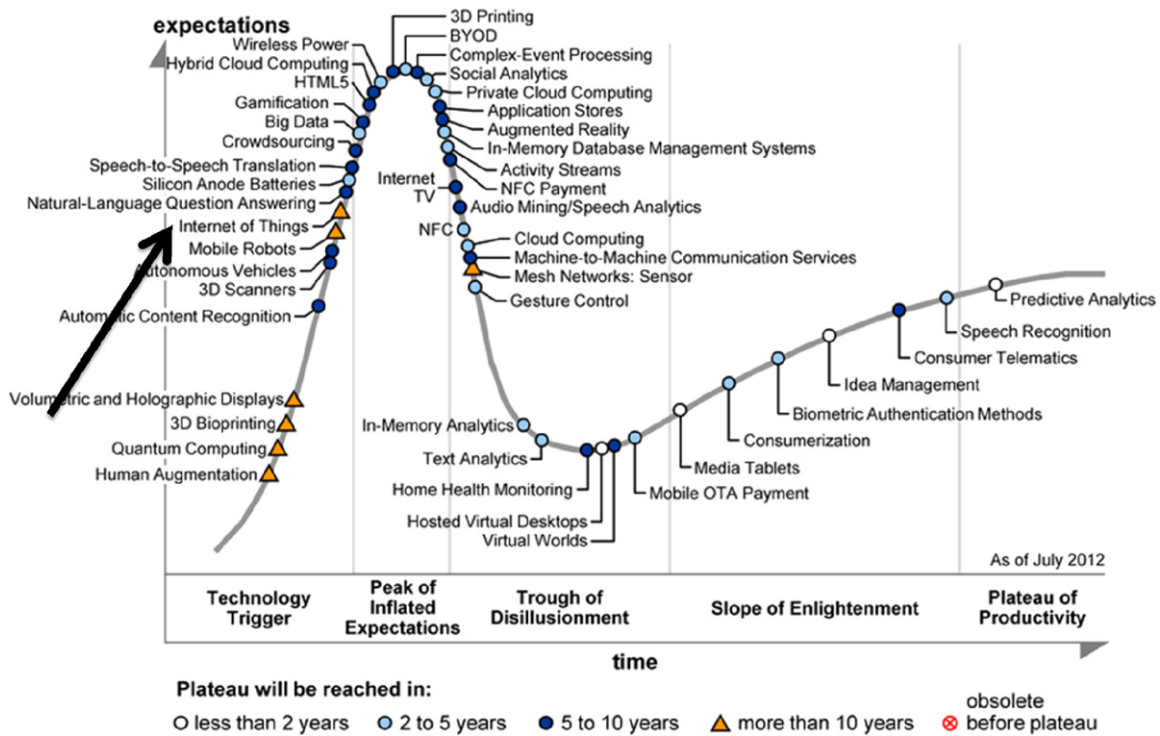 expectations
3D Printing
BYOD
Wireless Power
Complex-Event Processing
Hybrid Cloud Computing
Social Analytics
HTML5
Private Cloud Computing
Gamification
Application Stores
Big Data
Augmented Reality
Crowdsourcing
In-Memory Database Management Systems
Speech-to-Speech Translation
Activity Streams
Silicon Anode Batteries
Internet
TV
NFC Payment
Natural-Language Question Answering
Audio Mining/Speech Analytics
Internet of Things
NFC
Mobile Robots
Cloud Computing
Machine-to-Machine Communication Services
Autonomous Vehicles
Mesh Networks: Sensor
3D Scanners
Gesture Control
Automatic Content Recognition
Predictive Analytics
Speech Recognition
Consumer Telematics
Idea Management
Volumetric and Holographic Displays
Biometric Authentication Methods
3D Bioprinting
In-Memory Analytics
Consumerization
Quantum Computing
Text Analytics
Media Tablets
Human Augmentation
Home Health Monitoring
Mobile OTA Payment
Hosted Virtual Desktops
Virtual Worlds
As of July 2012
Technology
Trigger
Peak of
Inflated
Expectations
Trough of
Disillusionment
Slope of Enlightenment
Plateau of
Productivity
time
Plateau will be reached in:
less than 2 years
2 to 5 years
5 to 10 years
more than 10 years
obsolete
before plateau